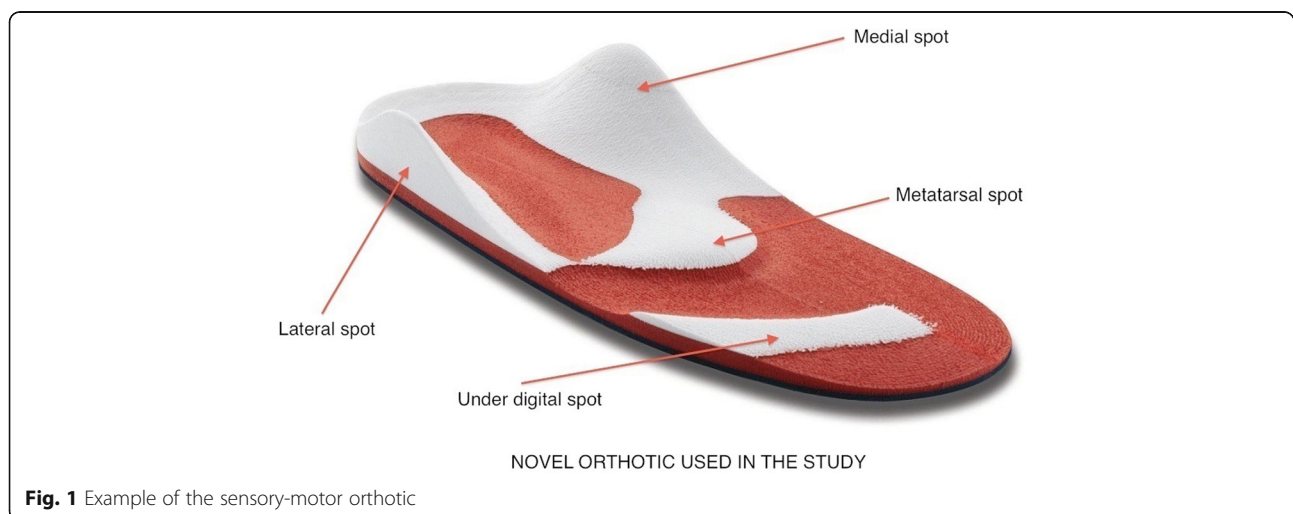 Medial spot
Metatarsal spot
Lateral spot
Under digital spot
NOVEL ORTHOTIC USED IN THE STUDY
Fig. 1 Example of the sensory-motor orthotic